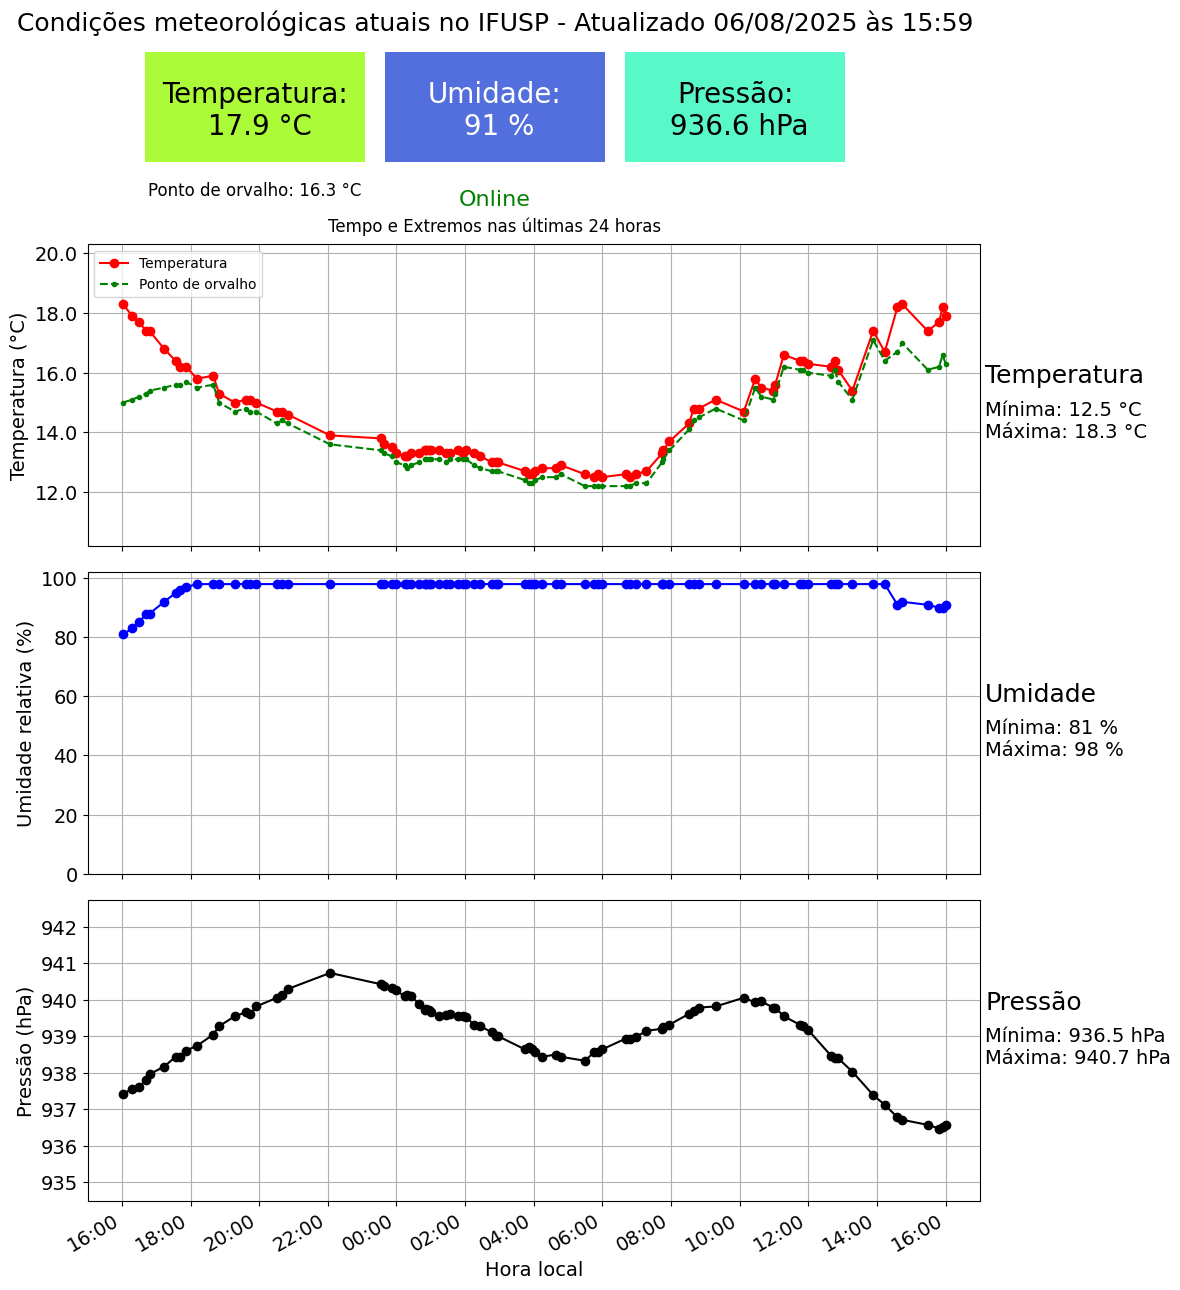 Condições meteorológicas atuais no IFUSP - Atualizado 06/08/2025 às 15:59
Temperatura:
17.9 °C
Umidade:
91 %
Pressão:
936.6 hPa
Ponto de orvalho: 16.3 °C
Online
Tempo e Extremos nas últimas 24 horas
Temperatura
Ponto de orvalho
Temperatura (°C)
20.0
18.0
16.0
14.0
12.0
Temperatura
Mínima: 12.5 °C
Máxima: 18.3 °C
Umidade relativa (%)
100
80
60
40
20
0
Umidade
Mínima: 81 %
Máxima: 98 %
Pressão (hPa)
942
941
940
939
938
937
936
935
Pressão
Mínima: 936.5 hPa
Máxima: 940.7 hPa
16:00
18:00
20:00
22:00
00:00
02:00
04:00
06:00
08:00
10:00
12:00
14:00
16:00
Hora local